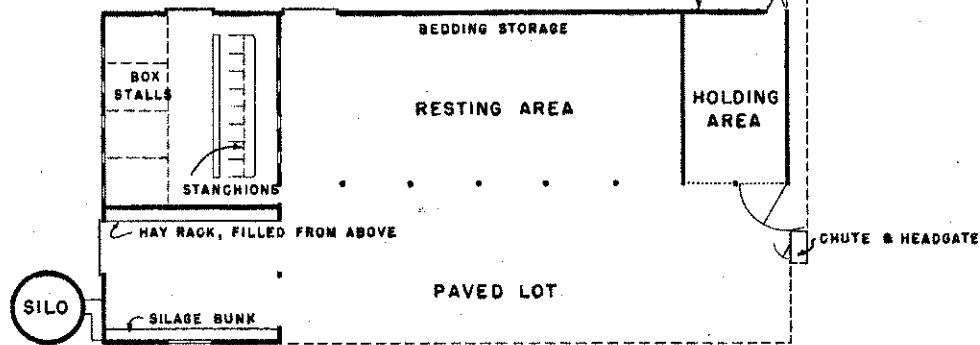 BEDDING STORAGE
BOX
STALLS
RESTING AREA
HOLDING
AREA
STANCHIONS
HAY RACK, FILLED FROM ABOVE
CHUTE & HEADGATE
PAVED LOT
SILO
SILAGE BUNK